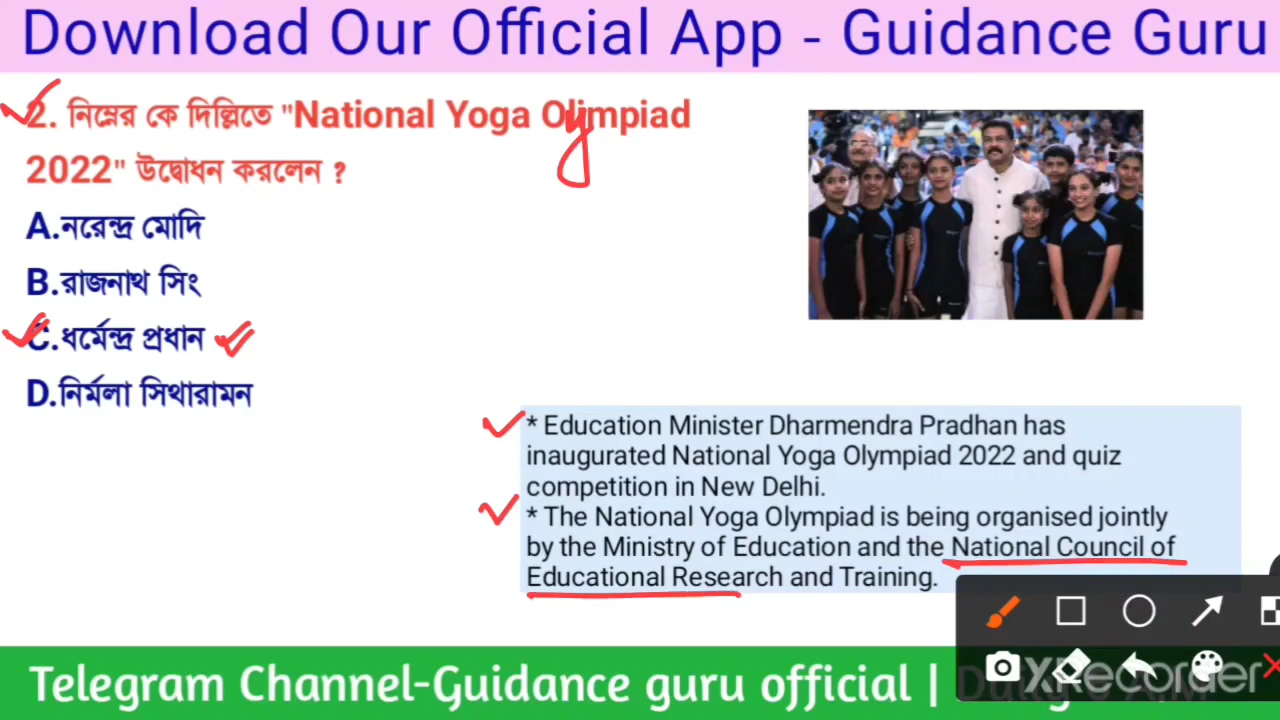 Download Our Official App - Guidance Guru
2. নিম্নের কে দিল্লিতে "National Yoga Olimpiad
y
2022" উদ্বোধন করলেন ?
A.নরেন্দ্র মোদি
B.রাজনাথ সিং
C.ধর্মেন্দ্র প্রধান
D.নির্মলা সিথারামন
* Education Minister Dharmendra Pradhan has
inaugurated National Yoga Olympiad 2022 and quiz
competition in New Delhi.
* The National Yoga Olympiad is being organised jointly
by the Ministry of Education and the National Council of
Educational Research and Training.
Telegram Channel-Guidance guru official |
XRecorder